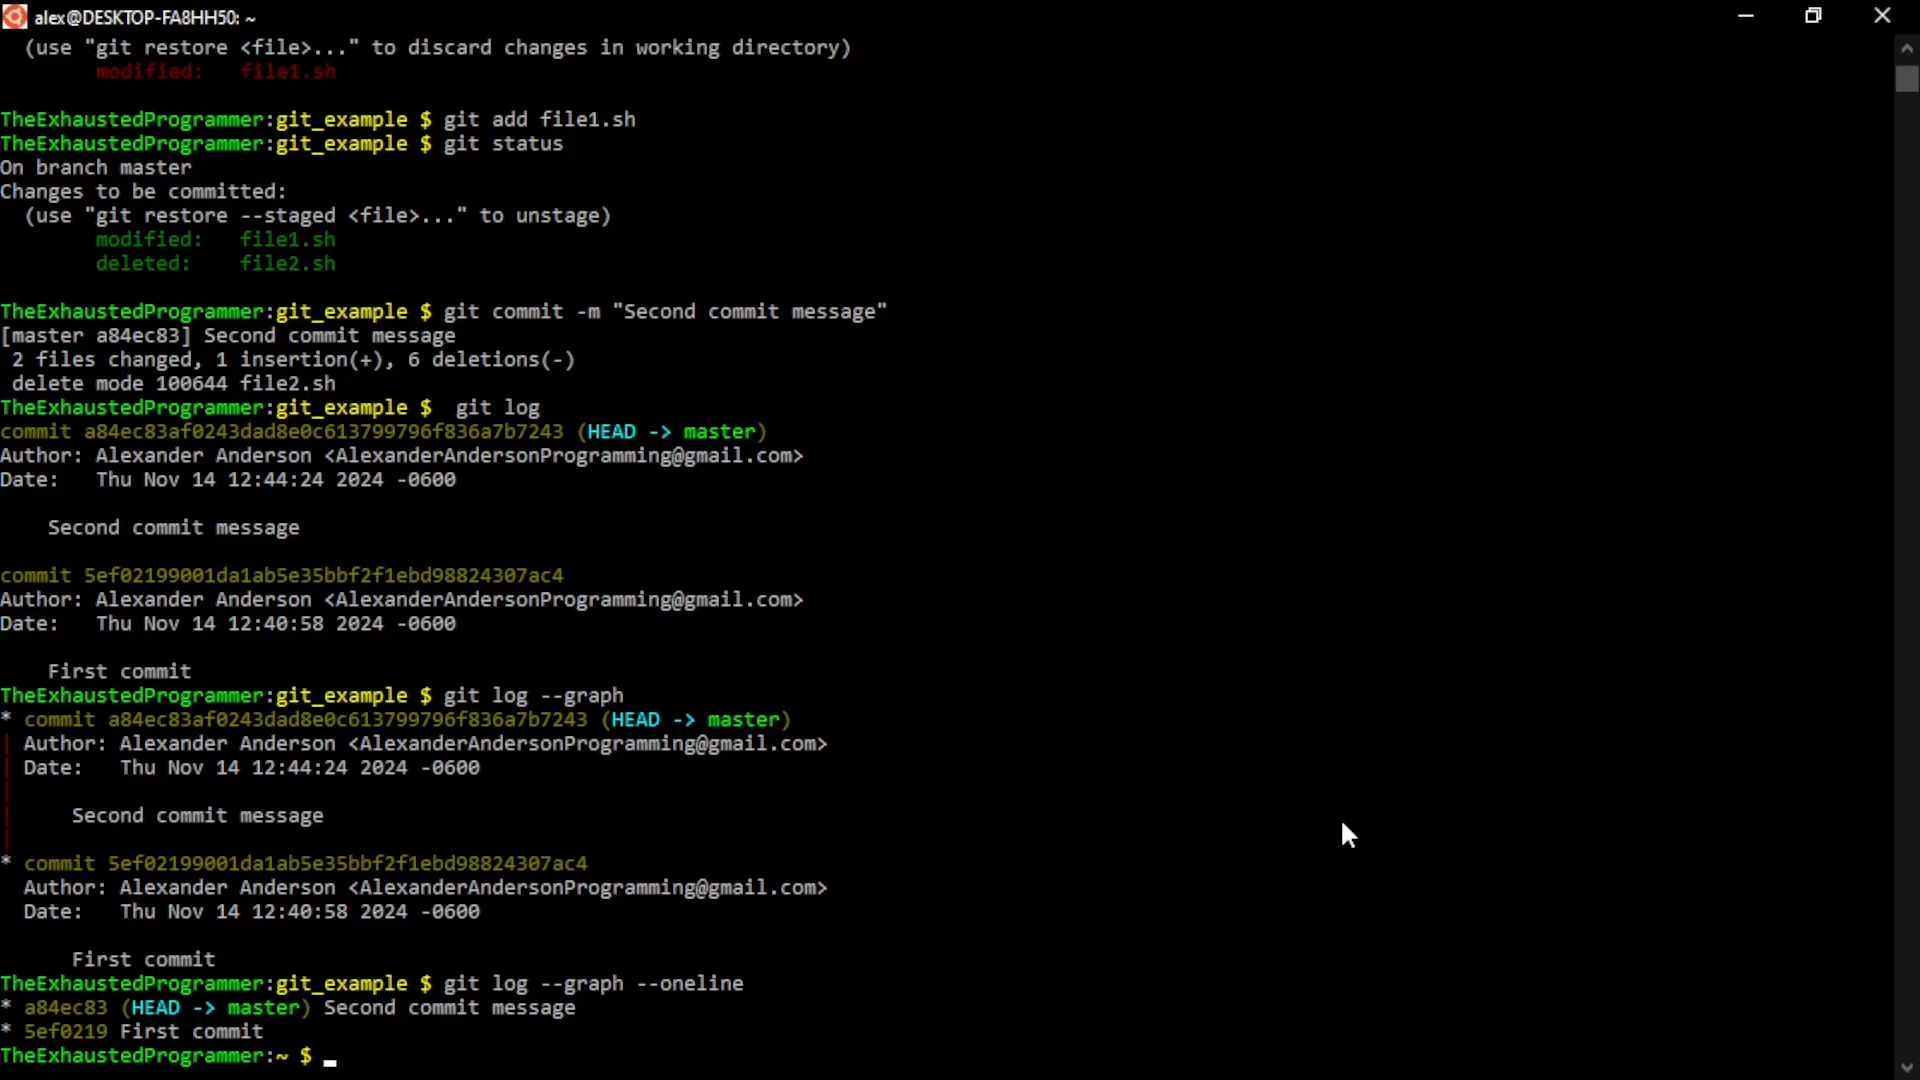 alex@DESKTOP-FA8HH50: ~
  (use "git restore <file>..." to discard changes in working directory)
        modified:   file1.sh

TheExhaustedProgrammer:git_example $ git add file1.sh
TheExhaustedProgrammer:git_example $ git status
On branch master
Changes to be committed:
  (use "git restore --staged <file>..." to unstage)
        modified:   file1.sh
        deleted:    file2.sh

TheExhaustedProgrammer:git_example $ git commit -m "Second commit message"
[master a84ec83] Second commit message
 2 files changed, 1 insertion(+), 6 deletions(-)
 delete mode 100644 file2.sh
TheExhaustedProgrammer:git_example $  git log
commit a84ec83af0243dad8e0c613799796f836a7b7243 (HEAD -> master)
Author: Alexander Anderson <AlexanderAndersonProgramming@gmail.com>
Date:   Thu Nov 14 12:44:24 2024 -0600

    Second commit message

commit 5ef02199001da1ab5e35bbf2f1ebd98824307ac4
Author: Alexander Anderson <AlexanderAndersonProgramming@gmail.com>
Date:   Thu Nov 14 12:40:58 2024 -0600

    First commit
TheExhaustedProgrammer:git_example $ git log --graph
* commit a84ec83af0243dad8e0c613799796f836a7b7243 (HEAD -> master)
| Author: Alexander Anderson <AlexanderAndersonProgramming@gmail.com>
| Date:   Thu Nov 14 12:44:24 2024 -0600
|
|     Second commit message
|
* commit 5ef02199001da1ab5e35bbf2f1ebd98824307ac4
  Author: Alexander Anderson <AlexanderAndersonProgramming@gmail.com>
  Date:   Thu Nov 14 12:40:58 2024 -0600

      First commit
TheExhaustedProgrammer:git_example $ git log --graph --oneline
* a84ec83 (HEAD -> master) Second commit message
* 5ef0219 First commit
TheExhaustedProgrammer:~ $